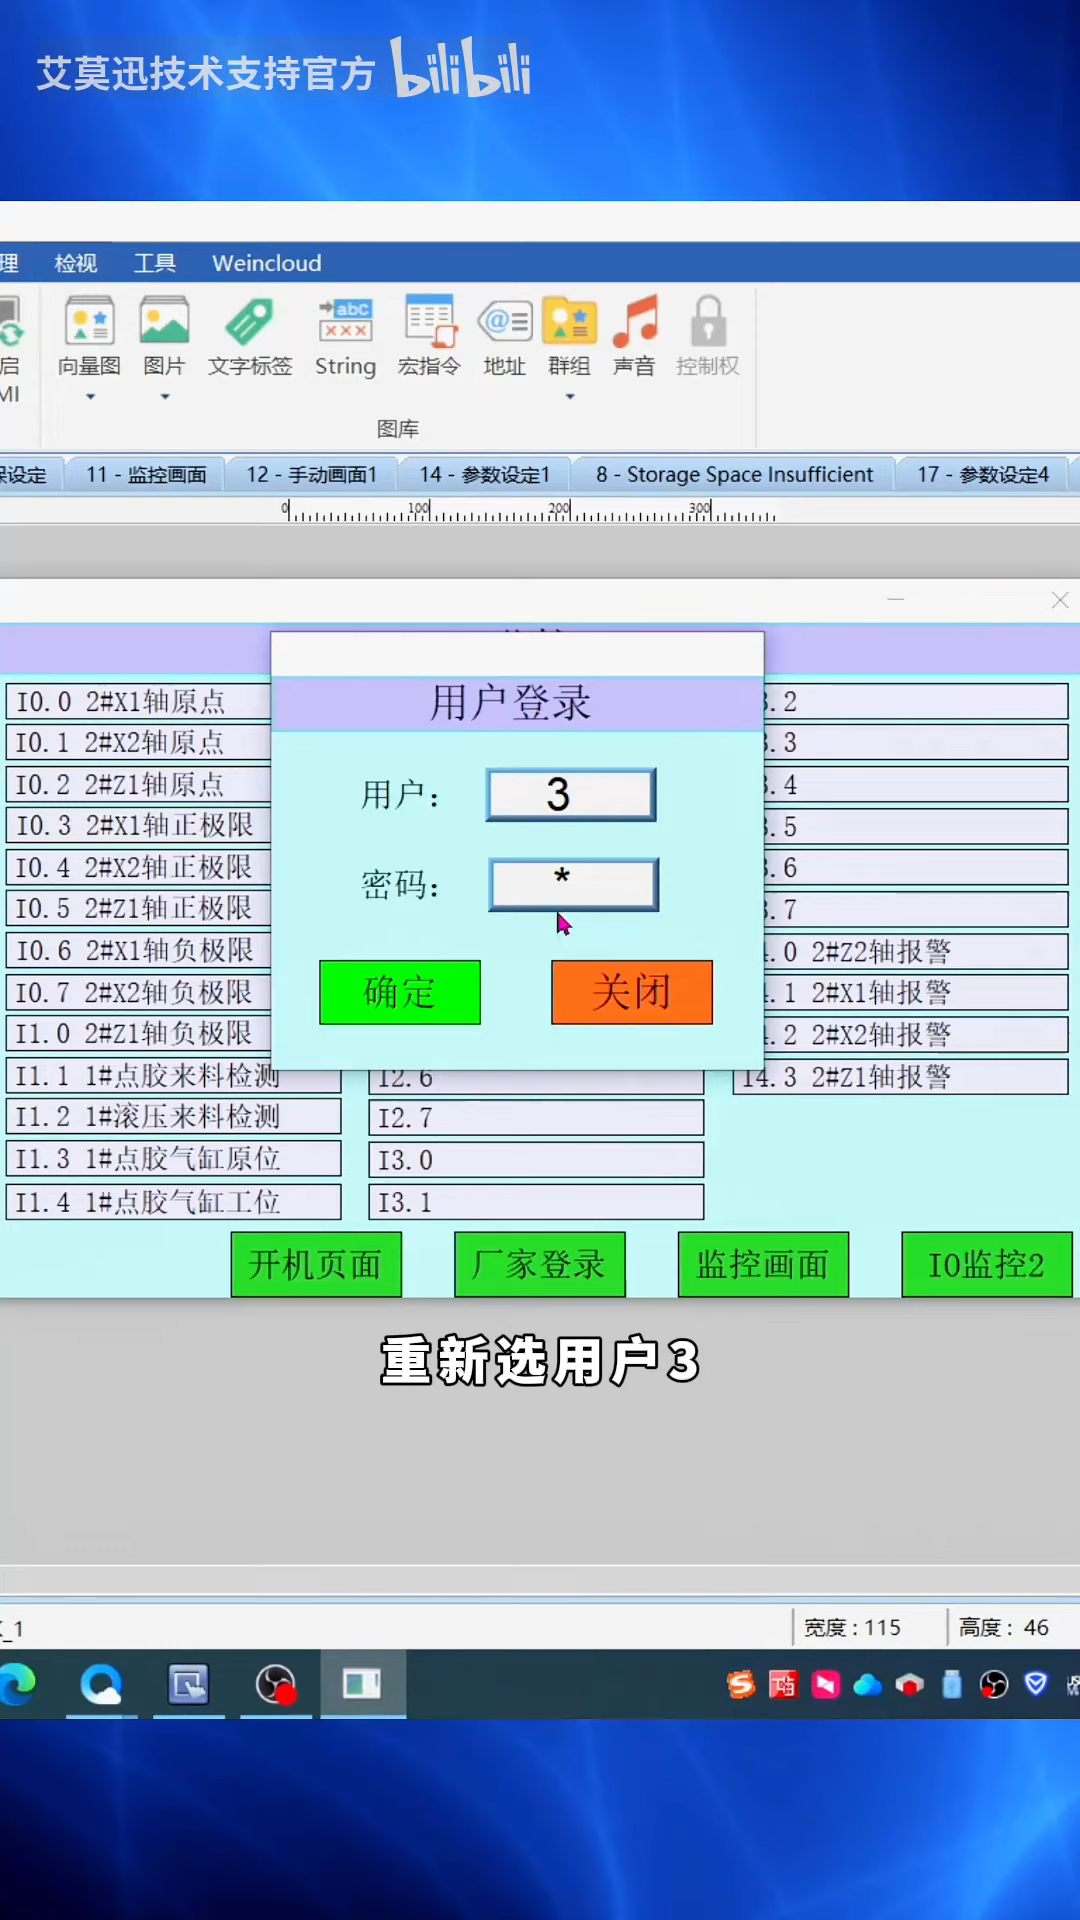 艾莫迅技术支持官方 bilibili
理 检视 工具 Weincloud
启 向量图 图片 文字标签 String 宏指令 地址 群组 声音 控制权
MI
图库
保设定 11 - 监控画面 12 - 手动画面1 14 - 参数设定1 8 - Storage Space Insufficient 17 - 参数设定4
0 100 200 300
用户登录
用户: 3
密码: *
确定 关闭
I0.0 2#X1轴原点
I0.1 2#X2轴原点
I0.2 2#Z1轴原点
I0.3 2#X1轴正极限
I0.4 2#X2轴正极限
I0.5 2#Z1轴正极限
I0.6 2#X1轴负极限
I0.7 2#X2轴负极限
I1.0 2#Z1轴负极限
I1.1 1#点胶来料检测
I1.2 1#滚压来料检测
I1.3 1#点胶气缸原位
I1.4 1#点胶气缸工位
I2.6
I2.7
I3.0
I3.1
3.2
3.3
3.4
3.5
3.6
3.7
4.0 2#Z2轴报警
4.1 2#X1轴报警
4.2 2#X2轴报警
I4.3 2#Z1轴报警
开机页面 厂家登录 监控画面 IO监控2
重新选用户3
_1 宽度 : 115 高度 : 46